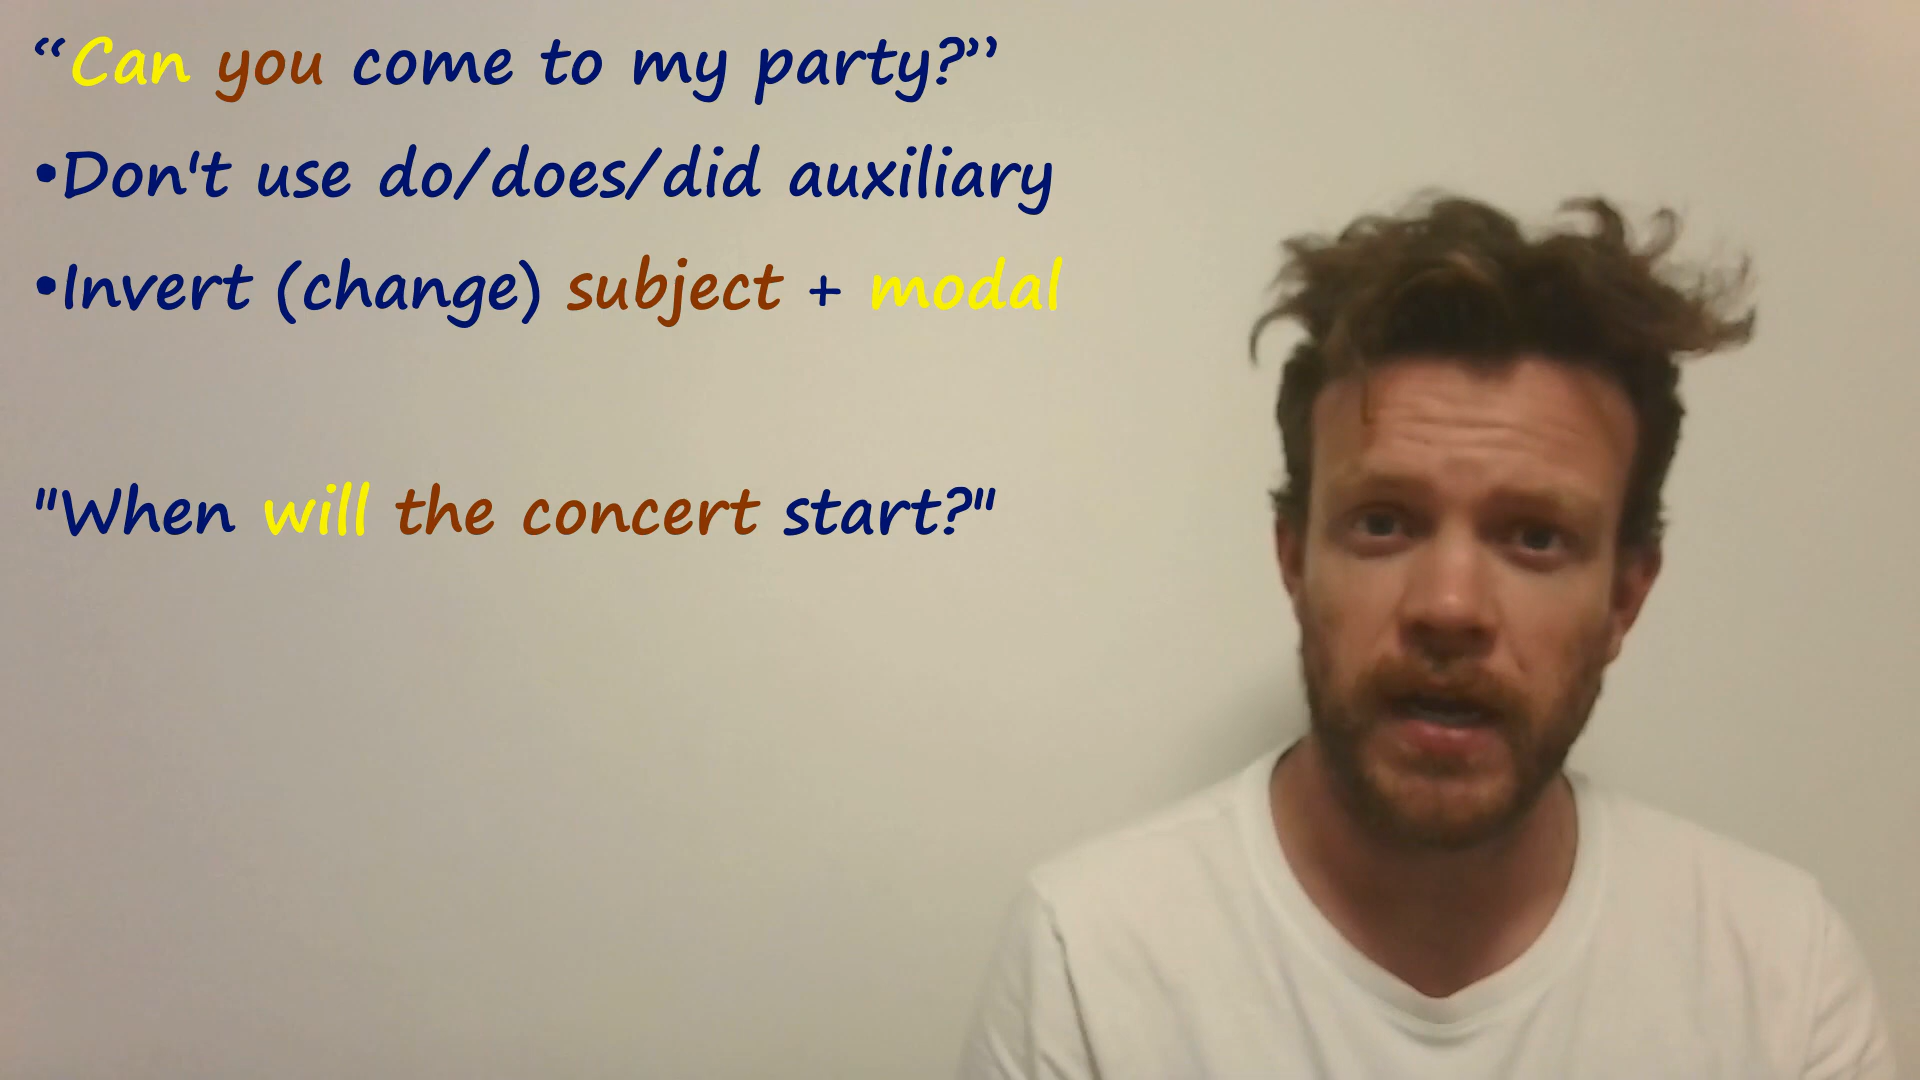 “Can you come to my party?”
•Don't use do/does/did auxiliary
•Invert (change) subject + modal
"When will the concert start?"